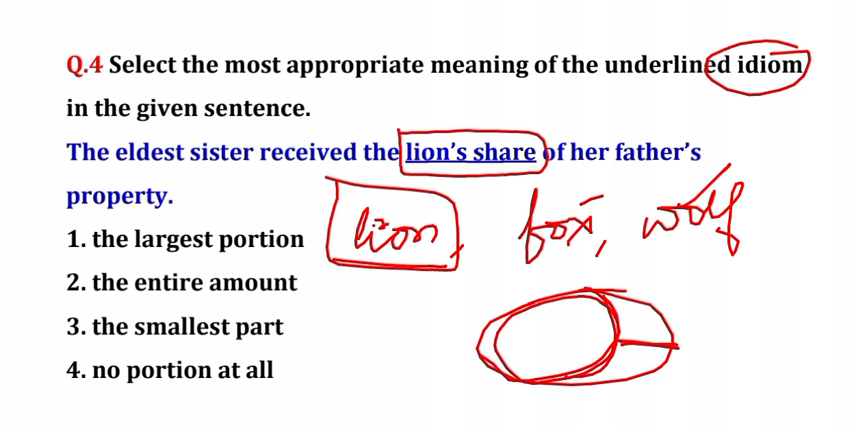 Q.4 Select the most appropriate meaning of the underlined idiom
in the given sentence.
The eldest sister received the lion's share of her father's
property.
1. the largest portion
lion, fox, wolf
2. the entire amount
3. the smallest part
4. no portion at all